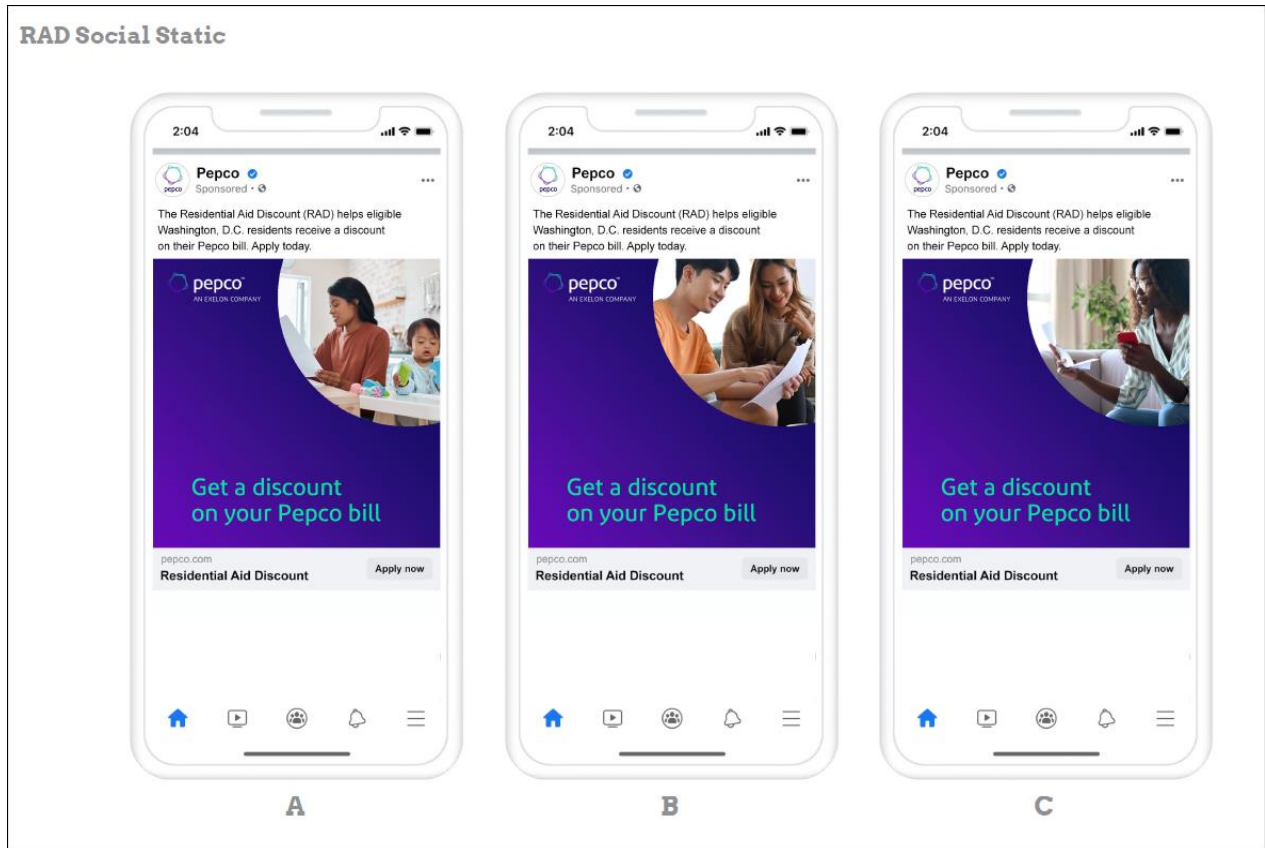 RAD Social Static
2:04
Pepco
Sponsored
pepco
The Residential Aid Discount (RAD) helps eligible
Washington, D.C. residents receive a discount
on their Pepco bill. Apply today.
pepco™
AN EXELON COMPANY
Get a discount
on your Pepco bill
pepco.com
Residential Aid Discount
Apply now
A
2:04
Pepco
Sponsored
pepco
The Residential Aid Discount (RAD) helps eligible
Washington, D.C. residents receive a discount
on their Pepco bill. Apply today.
pepco™
AN EXELON COMPANY
Get a discount
on your Pepco bill
pepco.com
Residential Aid Discount
Apply now
B
2:04
Pepco
Sponsored
pepco
The Residential Aid Discount (RAD) helps eligible
Washington, D.C. residents receive a discount
on their Pepco bill. Apply today.
pepco™
AN EXELON COMPANY
Get a discount
on your Pepco bill
pepco.com
Residential Aid Discount
Apply now
C